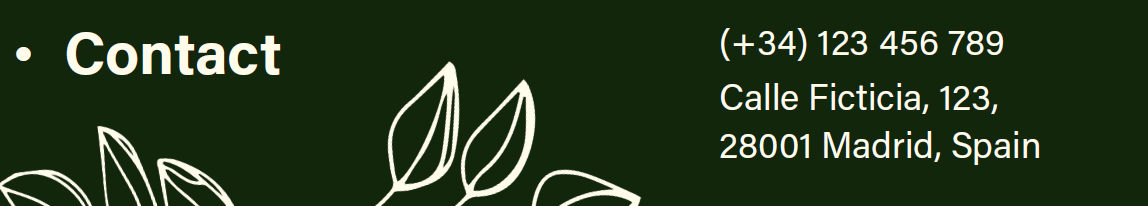 • Contact
(+34) 123 456 789
Calle Ficticia, 123,
28001 Madrid, Spain